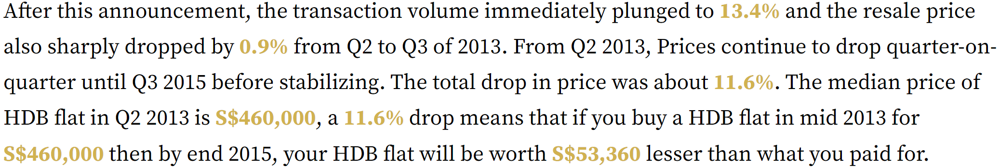 After this announcement, the transaction volume immediately plunged to 13.4% and the resale price
also sharply dropped by 0.9% from Q2 to Q3 of 2013. From Q2 2013, Prices continue to drop quarter-on-
quarter until Q3 2015 before stabilizing. The total drop in price was about 11.6%. The median price of
HDB flat in Q2 2013 is S$460,000, a 11.6% drop means that if you buy a HDB flat in mid 2013 for
S$460,000 then by end 2015, your HDB flat will be worth S$53,360 lesser than what you paid for.